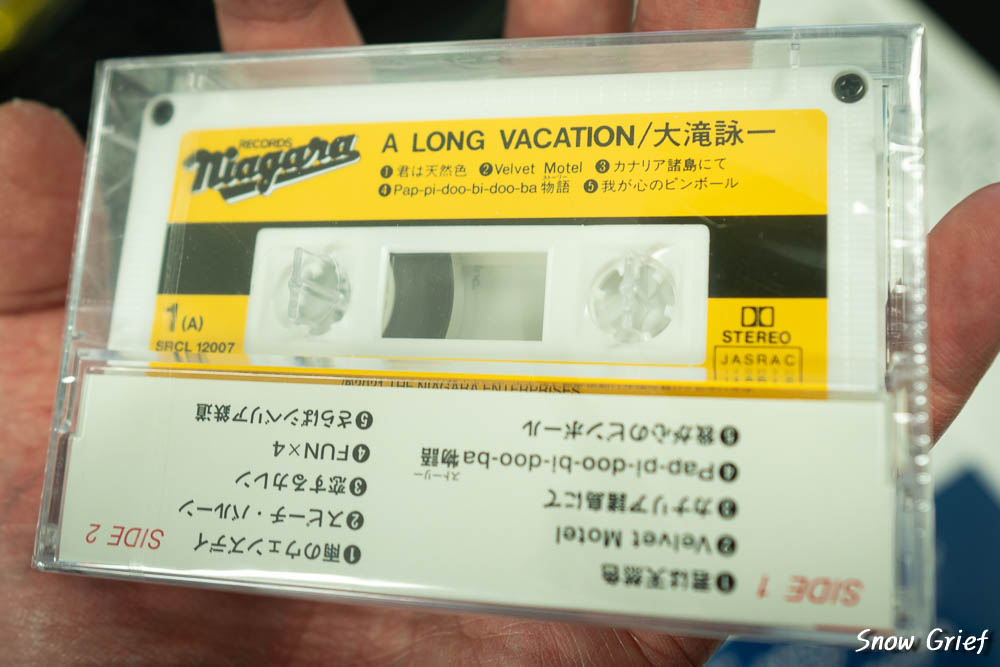 RECORDS
Niagara
A LONG VACATION/大滝詠一
❶君は天然色 ❷Velvet Motel ❸カナリア諸島にて
ストーリー
❹Pap-pi-doo-bi-doo-ba 物語 ❺我が心のピンボール
1 (A)
SRCL 12007
STEREO
JASRAC
℗2021 THE NIAGARA ENTERPRISES
SIDE 1
❶君は天然色
❷Velvet Motel
❸カナリア諸島にて
ストーリー
❹Pap-pi-doo-bi-doo-ba物語
❺我が心のピンボール
SIDE 2
❶雨のウェンズデイ
❷スピーチ・バルーン
❸恋するカレン
❹FUN×4
❺さらばシベリア鉄道
Snow Grief